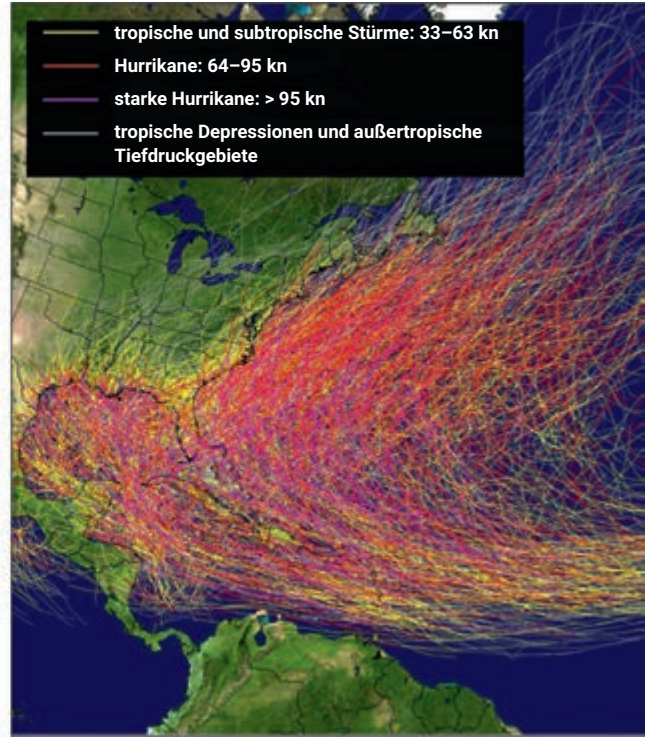 tropische und subtropische Stürme: 33–63 kn
Hurrikane: 64–95 kn
starke Hurrikane: > 95 kn
tropische Depressionen und außertropische
Tiefdruckgebiete